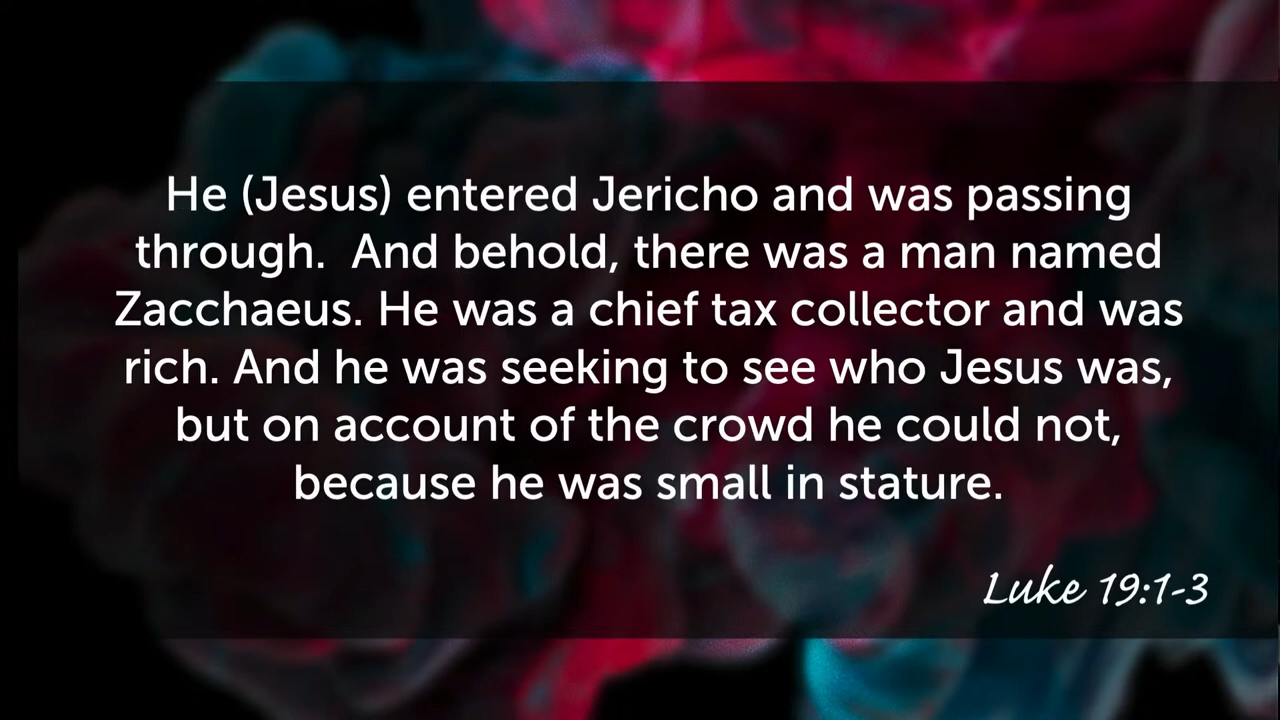 He (Jesus) entered Jericho and was passing
through.  And behold, there was a man named
Zacchaeus. He was a chief tax collector and was
rich. And he was seeking to see who Jesus was,
but on account of the crowd he could not,
because he was small in stature.
Luke 19:1-3